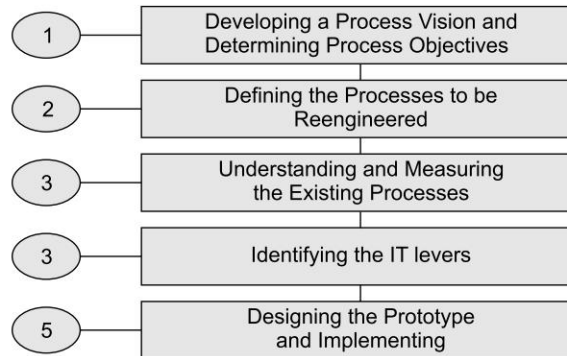 1
Developing a Process Vision and
Determining Process Objectives
2
Defining the Processes to be
Reengineered
3
Understanding and Measuring
the Existing Processes
3
Identifying the IT levers
5
Designing the Prototype
and Implementing